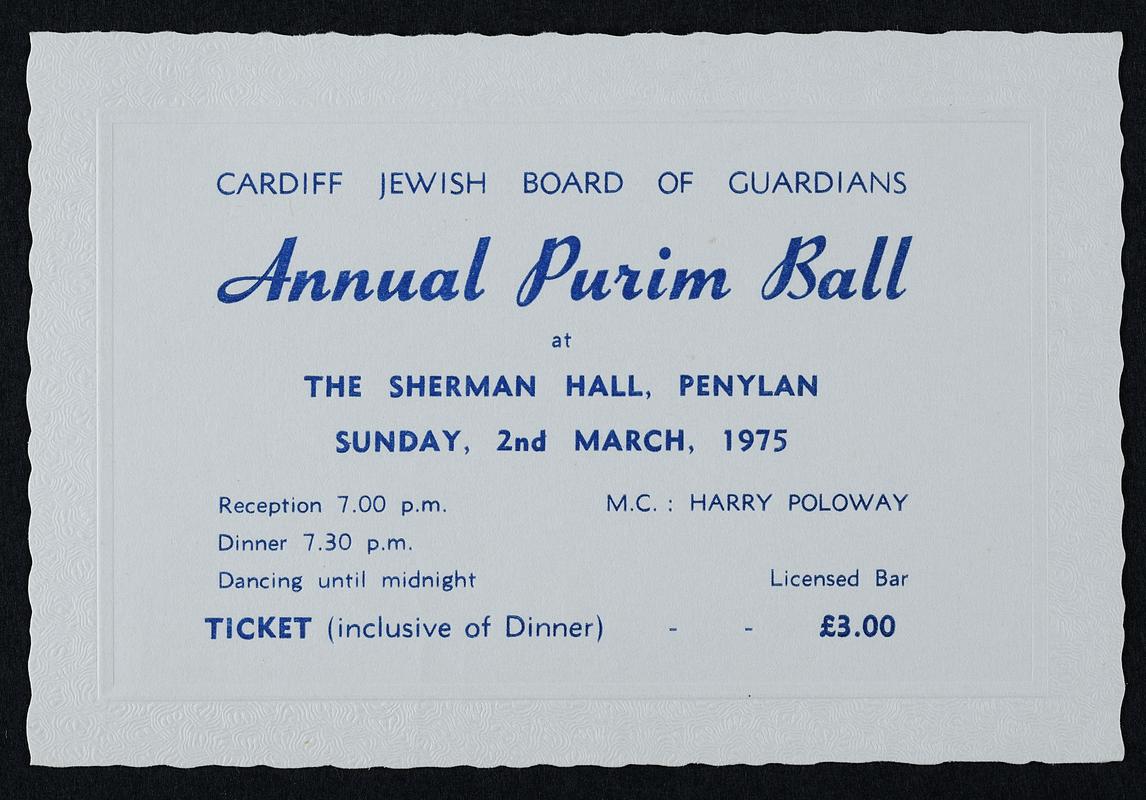 CARDIFF JEWISH BOARD OF GUARDIANS
Annual Purim Ball
at
THE SHERMAN HALL, PENYLAN
SUNDAY, 2nd MARCH, 1975
Reception 7.00 p.m. M.C. : HARRY POLOWAY
Dinner 7.30 p.m.
Dancing until midnight Licensed Bar
TICKET (inclusive of Dinner) - - £3.00